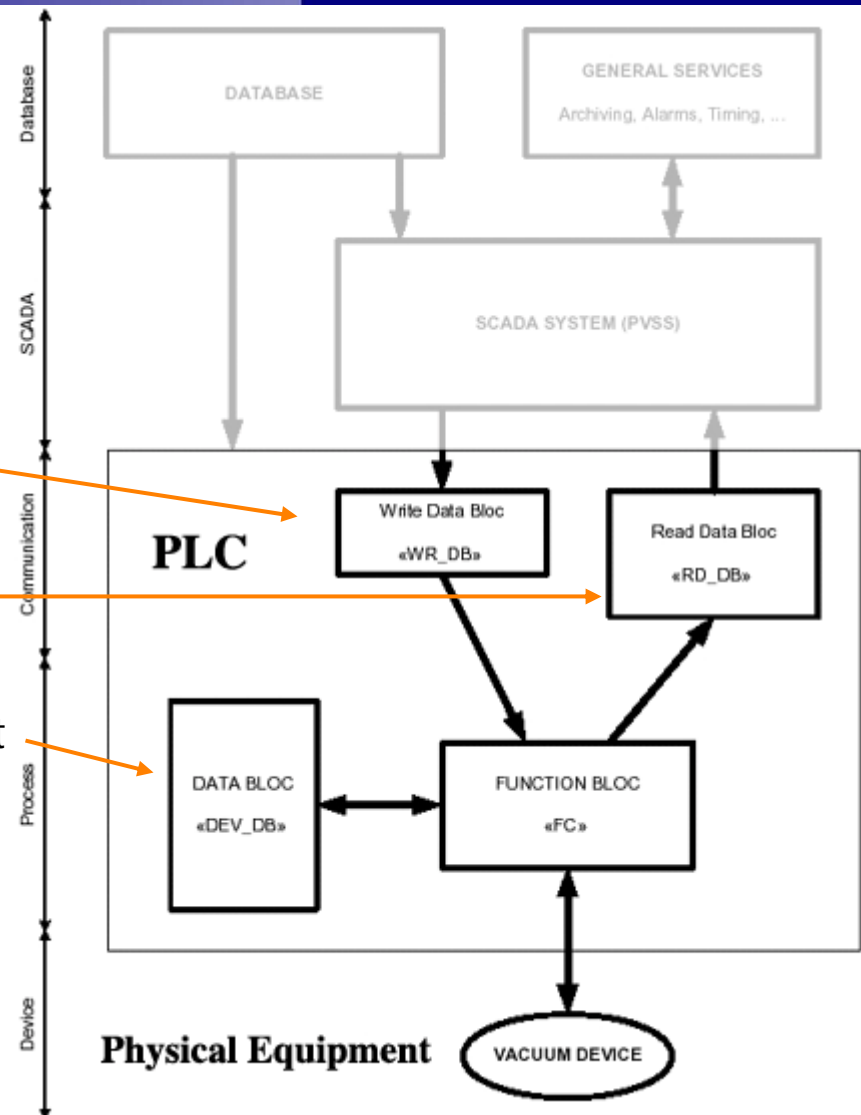 Database
DATABASE
GENERAL SERVICES
Archiving, Alarms, Timing, ...
SCADA
SCADA SYSTEM (PVSS)
Communication
PLC
Write Data Bloc
«WR_DB»
Read Data Bloc
«RD_DB»
Process
DATA BLOC
«DEV_DB»
FUNCTION BLOC
«FC»
Device
Physical Equipment
VACUUM DEVICE